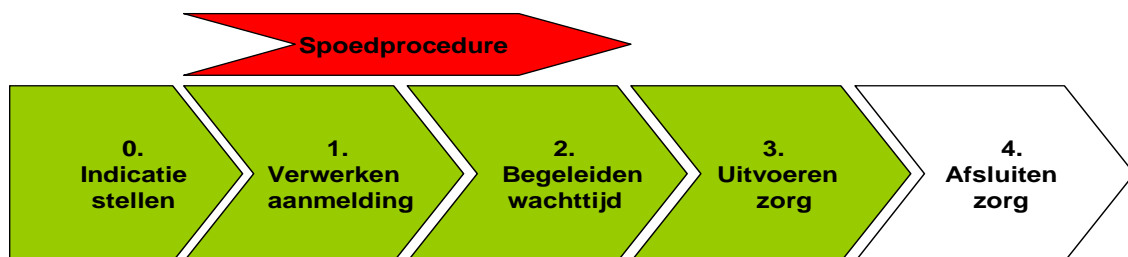 Spoedprocedure
0.
Indicatie
stellen
1.
Verwerken
aanmelding
2.
Begeleiden
wachttijd
3.
Uitvoeren
zorg
4.
Afsluiten
zorg